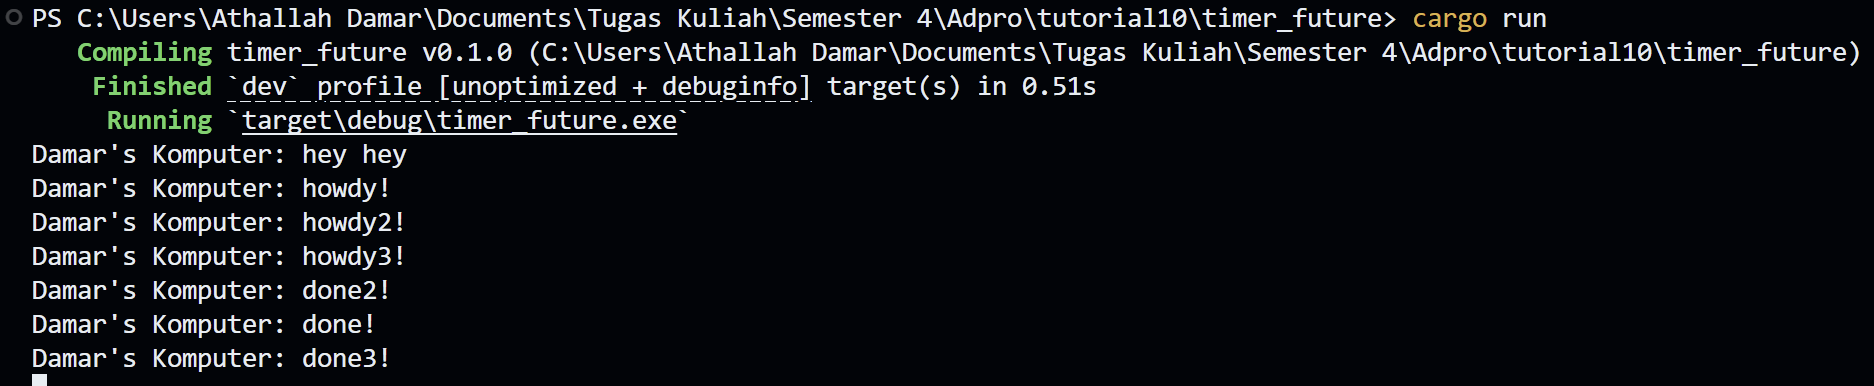 PS C:\Users\Athallah Damar\Documents\Tugas Kuliah\Semester 4\Adpro\tutorial10\timer_future> cargo run
Compiling timer_future v0.1.0 (C:\Users\Athallah Damar\Documents\Tugas Kuliah\Semester 4\Adpro\tutorial10\timer_future)
Finished `dev` profile [unoptimized + debuginfo] target(s) in 0.51s
Running `target\debug\timer_future.exe`
Damar's Komputer: hey hey
Damar's Komputer: howdy!
Damar's Komputer: howdy2!
Damar's Komputer: howdy3!
Damar's Komputer: done2!
Damar's Komputer: done!
Damar's Komputer: done3!